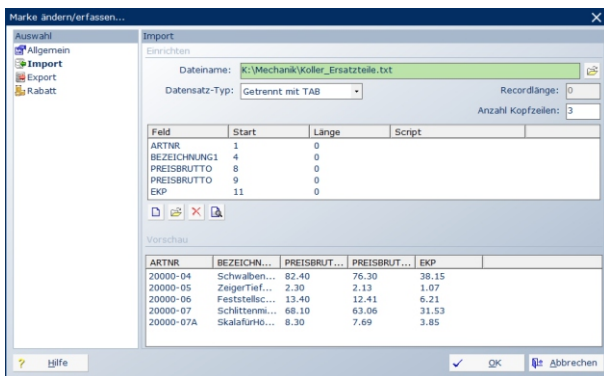 Marke ändern/erfassen...
Auswahl
Allgemein
Import
Export
Rabatt
Import
Einrichten
Dateiname: K:\Mechanik\Koller_Ersatzteile.txt
Datensatz-Typ: Getrennt mit TAB Recordlänge: 0
Anzahl Kopfzeilen: 3
Feld Start Länge Script
ARTNR 1 0
BEZEICHNUNG1 4 0
PREISBRUTTO 8 0
PREISBRUTTO 9 0
EKP 11 0
Vorschau
ARTNR BEZEICHN... PREISBRUT... PREISBRUT... EKP
20000-04 Schwalben... 82.40 76.30 38.15
20000-05 ZeigerTief... 2.30 2.13 1.07
20000-06 Feststellsc... 13.40 12.41 6.21
20000-07 Schlittenmi... 68.10 63.06 31.53
20000-07A SkalafürHo... 8.30 7.69 3.85
Hilfe OK Abbrechen